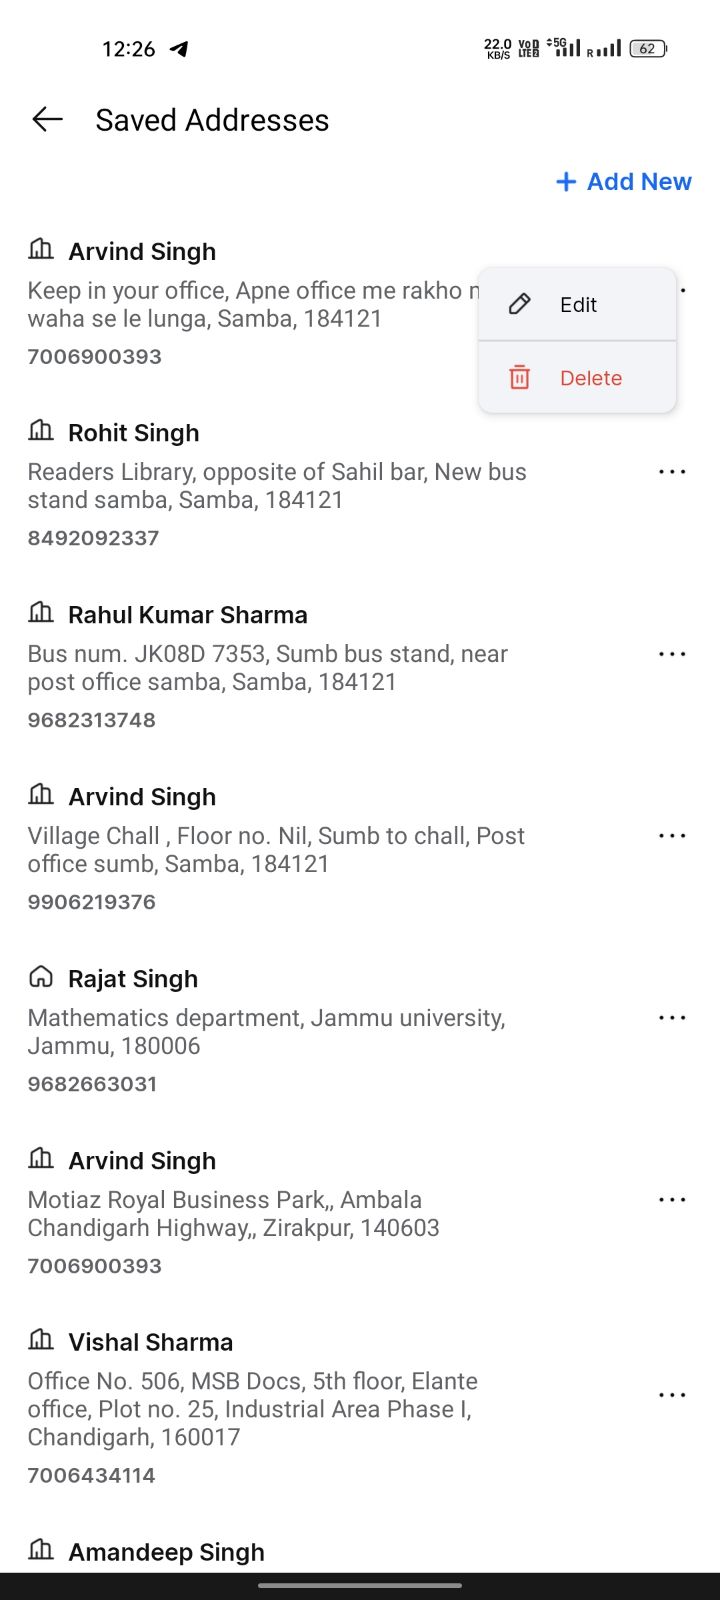 12:26
22.0 KB/S VoD LTE2 5G R 62
Saved Addresses
+ Add New
Arvind Singh
Keep in your office, Apne office me rakho
waha se le lunga, Samba, 184121
7006900393
Edit
Delete
Rohit Singh
Readers Library, opposite of Sahil bar, New bus
stand samba, Samba, 184121
8492092337
Rahul Kumar Sharma
Bus num. JK08D 7353, Sumb bus stand, near
post office samba, Samba, 184121
9682313748
Arvind Singh
Village Chall , Floor no. Nil, Sumb to chall, Post
office sumb, Samba, 184121
9906219376
Rajat Singh
Mathematics department, Jammu university,
Jammu, 180006
9682663031
Arvind Singh
Motiaz Royal Business Park,, Ambala
Chandigarh Highway,, Zirakpur, 140603
7006900393
Vishal Sharma
Office No. 506, MSB Docs, 5th floor, Elante
office, Plot no. 25, Industrial Area Phase I,
Chandigarh, 160017
7006434114
Amandeep Singh